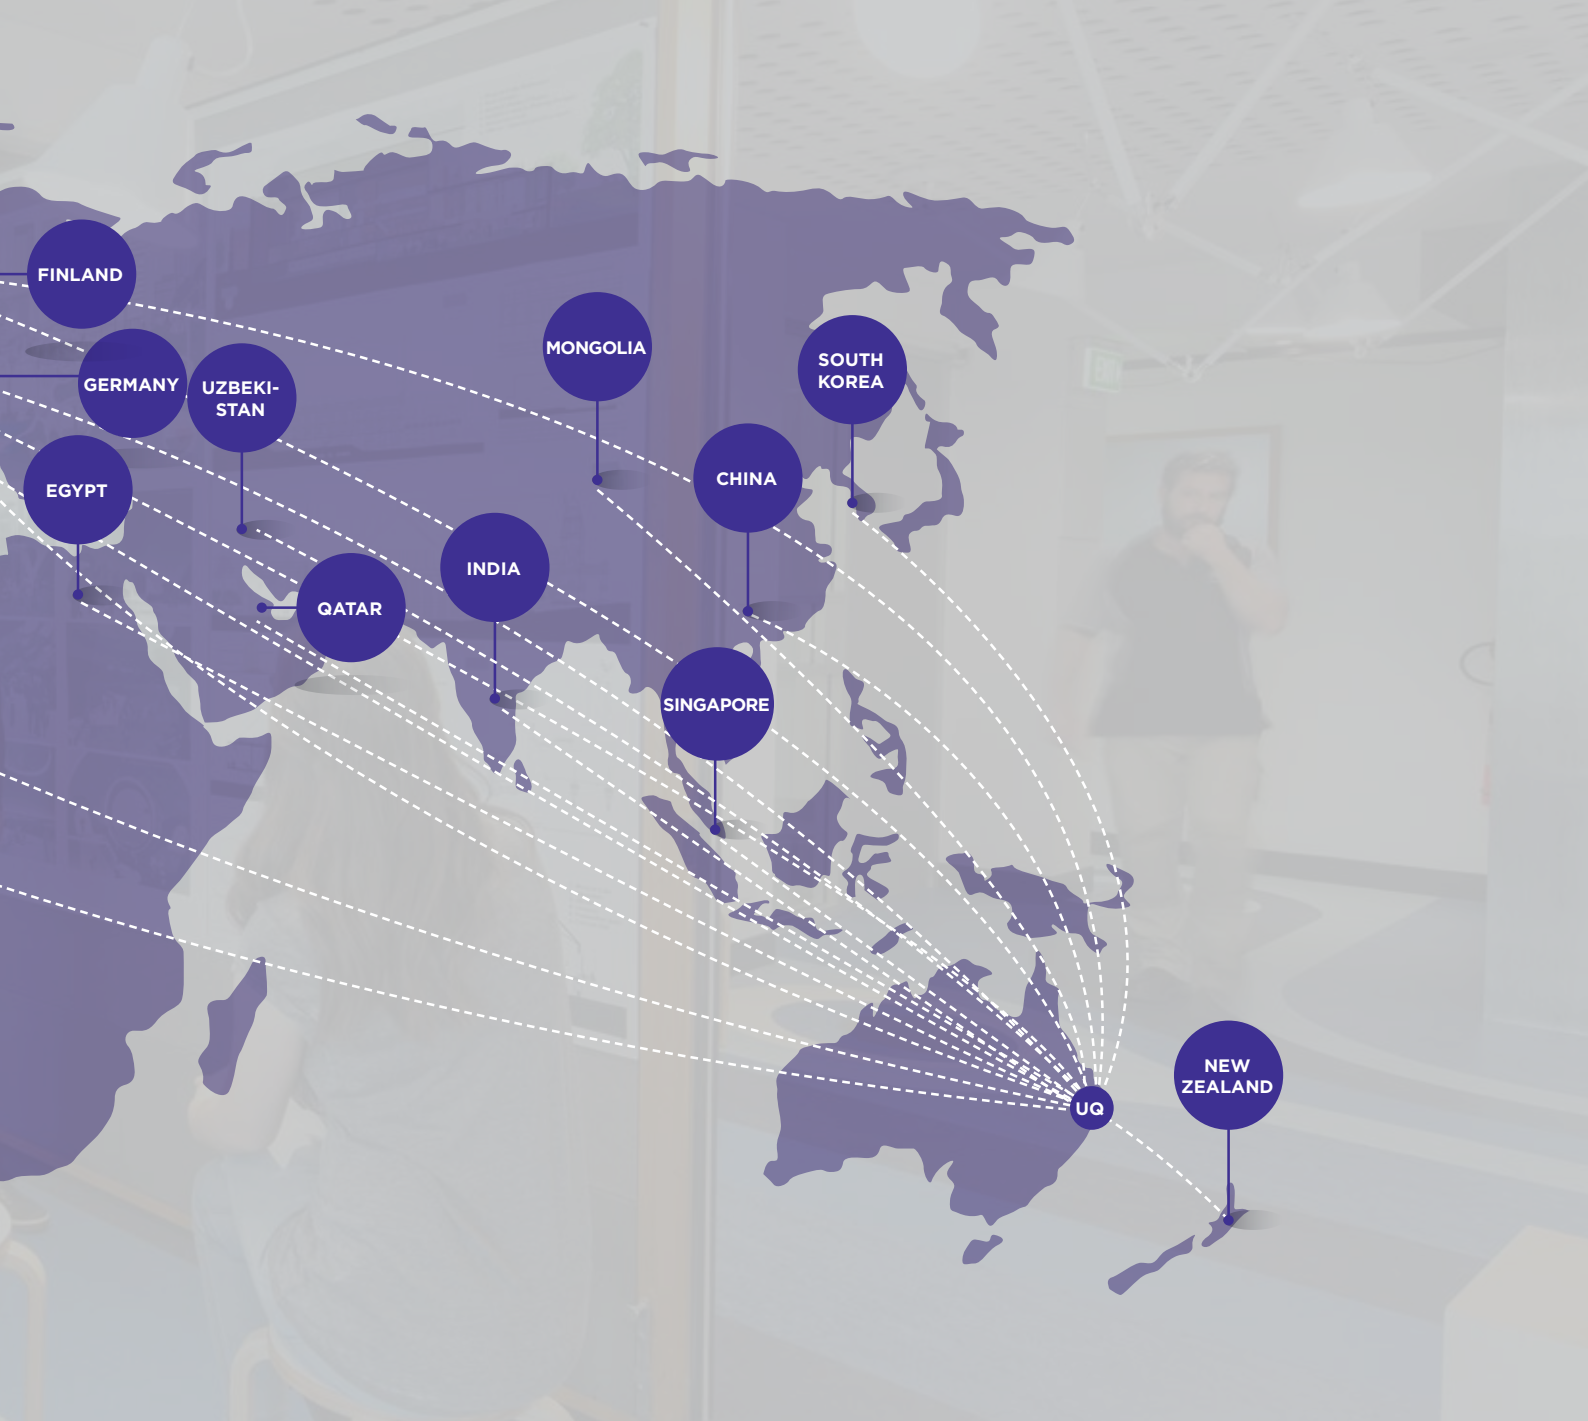 FINLAND
MONGOLIA
SOUTH
KOREA
GERMANY
UZBEKI-
STAN
EGYPT
CHINA
INDIA
QATAR
SINGAPORE
NEW
ZEALAND
UQ